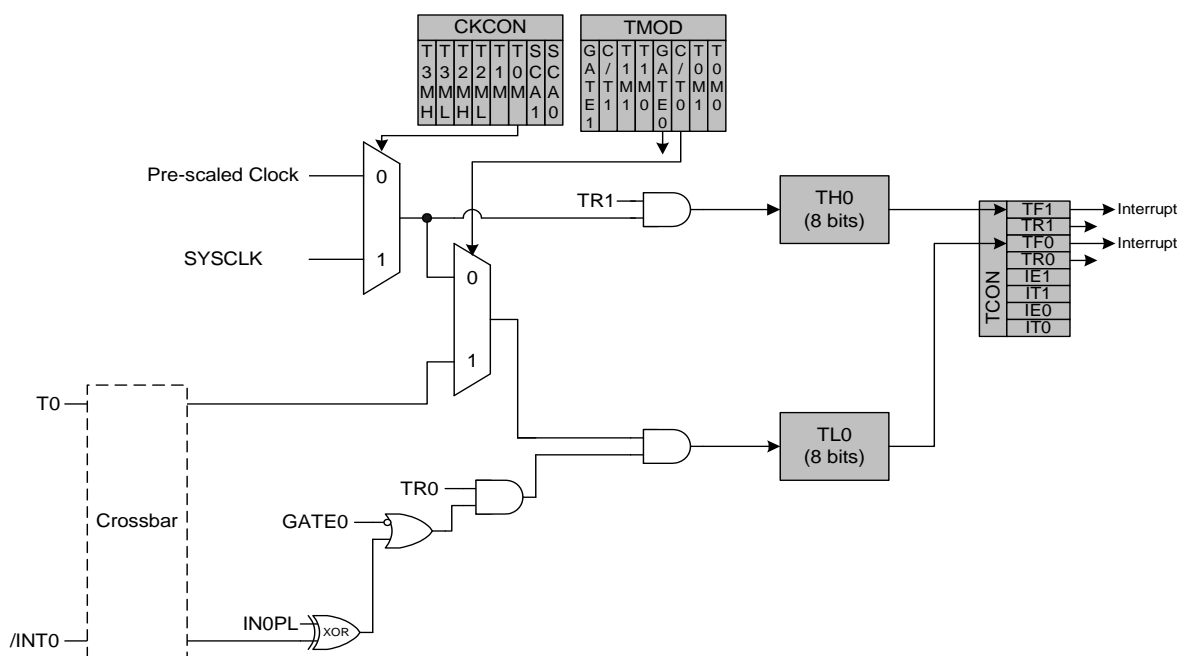 CKCON
T3MH T3ML T2MH T2ML T1M T0M SCA1 SCA0
TMOD
GATE1 C/T1 T1M1 T1M0 GATE0 C/T0 T0M1 T0M0
Pre-scaled Clock
0
SYSCLK
1
TR1
TH0
(8 bits)
TCON
TF1
TR1
TF0
TR0
IE1
IT1
IE0
IT0
Interrupt
Interrupt
0
1
T0
Crossbar
TL0
(8 bits)
TR0
GATE0
IN0PL
XOR
/INT0